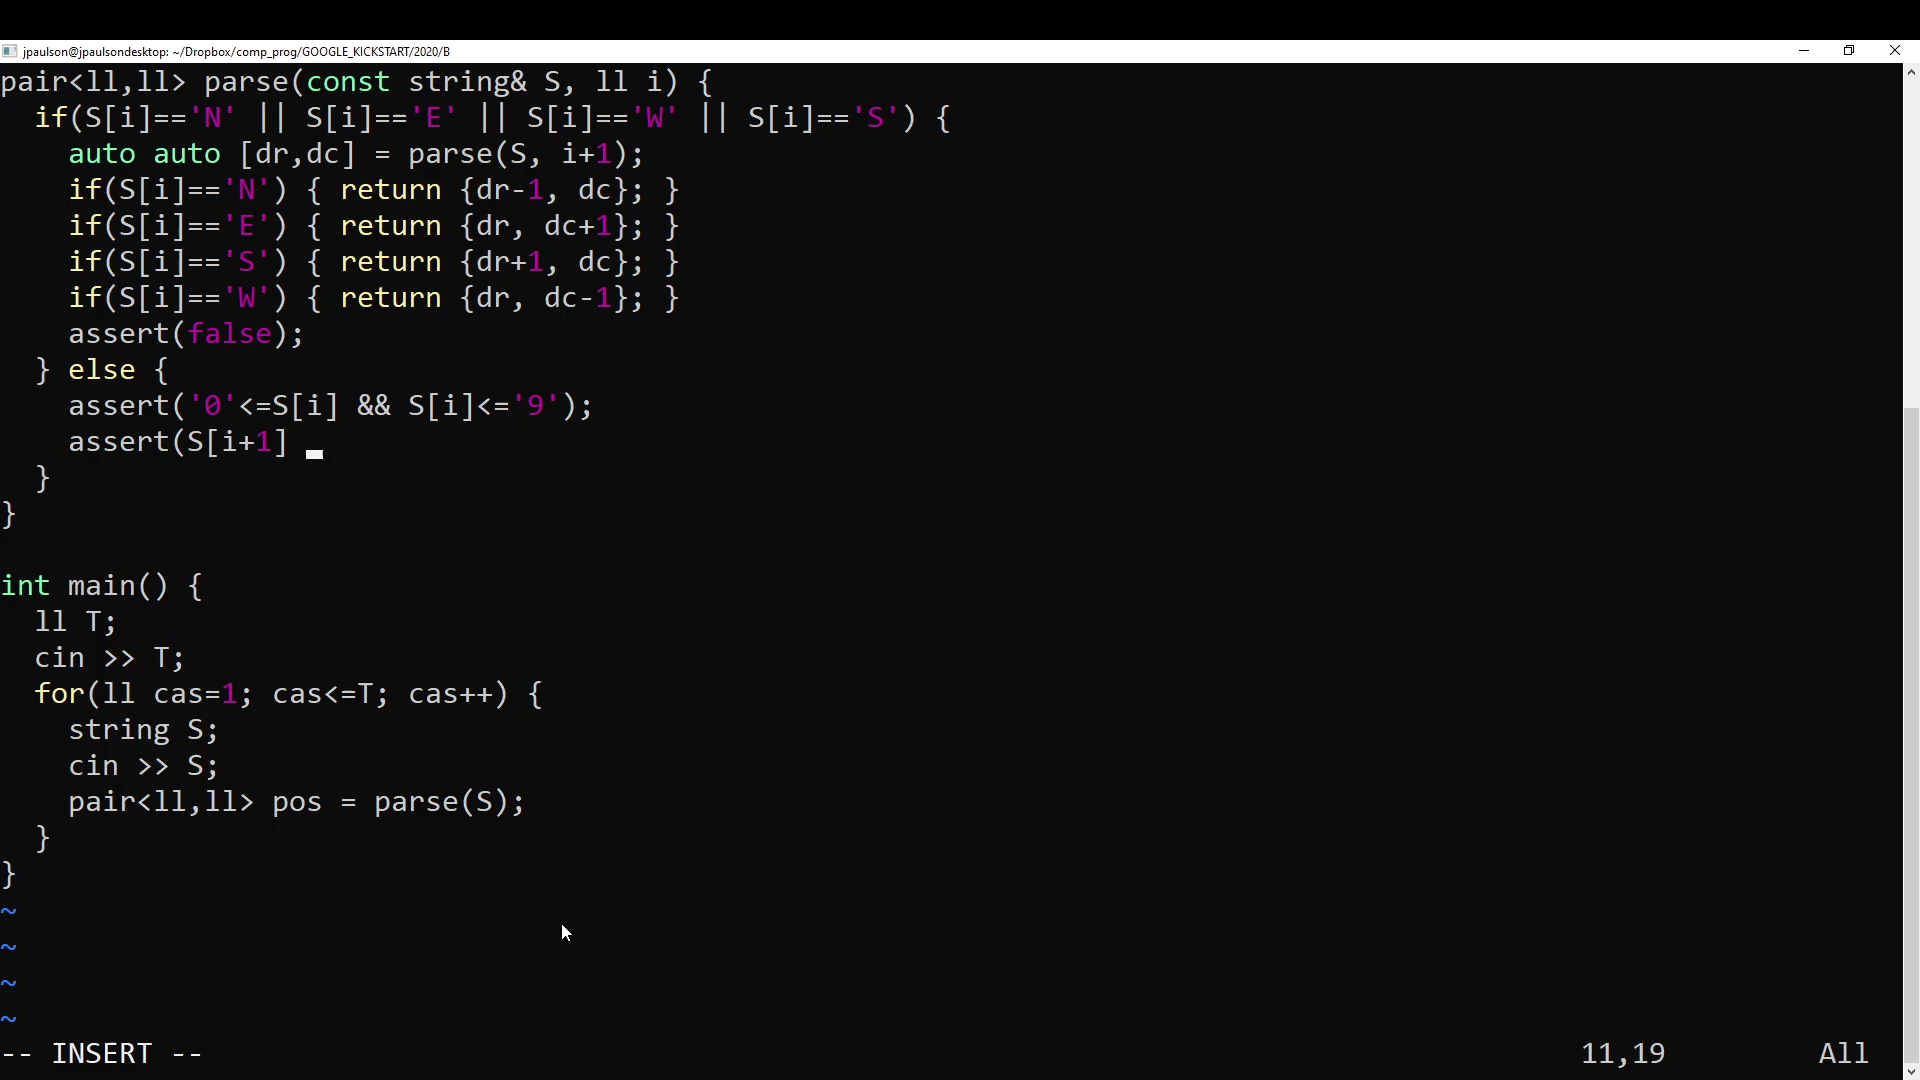 jpaulson@jpaulsondesktop: ~/Dropbox/comp_prog/GOOGLE_KICKSTART/2020/B
pair<ll,ll> parse(const string& S, ll i) {
  if(S[i]=='N' || S[i]=='E' || S[i]=='W' || S[i]=='S') {
    auto auto [dr,dc] = parse(S, i+1);
    if(S[i]=='N') { return {dr-1, dc}; }
    if(S[i]=='E') { return {dr, dc+1}; }
    if(S[i]=='S') { return {dr+1, dc}; }
    if(S[i]=='W') { return {dr, dc-1}; }
    assert(false);
  } else {
    assert('0'<=S[i] && S[i]<='9');
    assert(S[i+1]
  }
}
int main() {
  ll T;
  cin >> T;
  for(ll cas=1; cas<=T; cas++) {
    string S;
    cin >> S;
    pair<ll,ll> pos = parse(S);
  }
}
~
~
~
~
-- INSERT -- 11,19 All